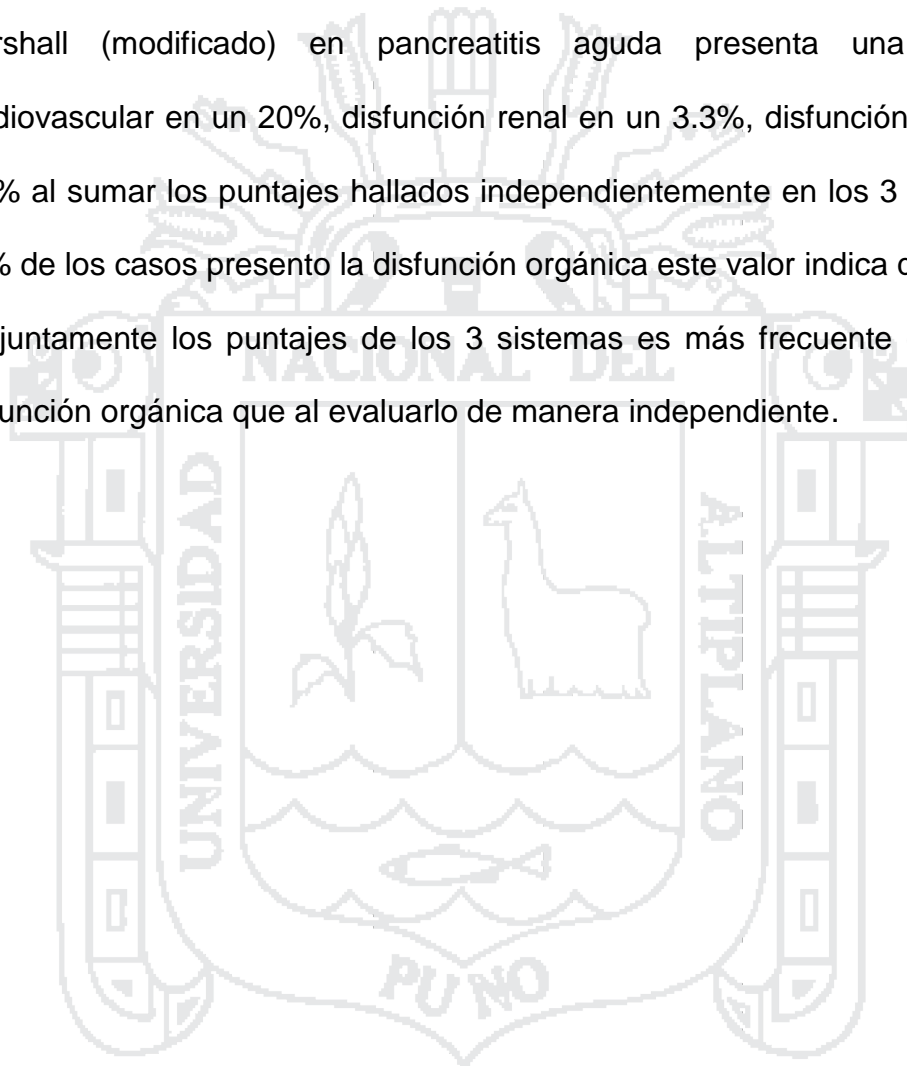 rshall (modificado) en pancreatitis aguda presenta una
diovascular en un 20%, disfunción renal en un 3.3%, disfunción
% al sumar los puntajes hallados independientemente en los 3
% de los casos presento la disfunción orgánica este valor indica
juntamente los puntajes de los 3 sistemas es más frecuente
unción orgánica que al evaluarlo de manera independiente.
NACIONAL DEL
UNIVERSIDAD
ALTIPLANO
PUNO